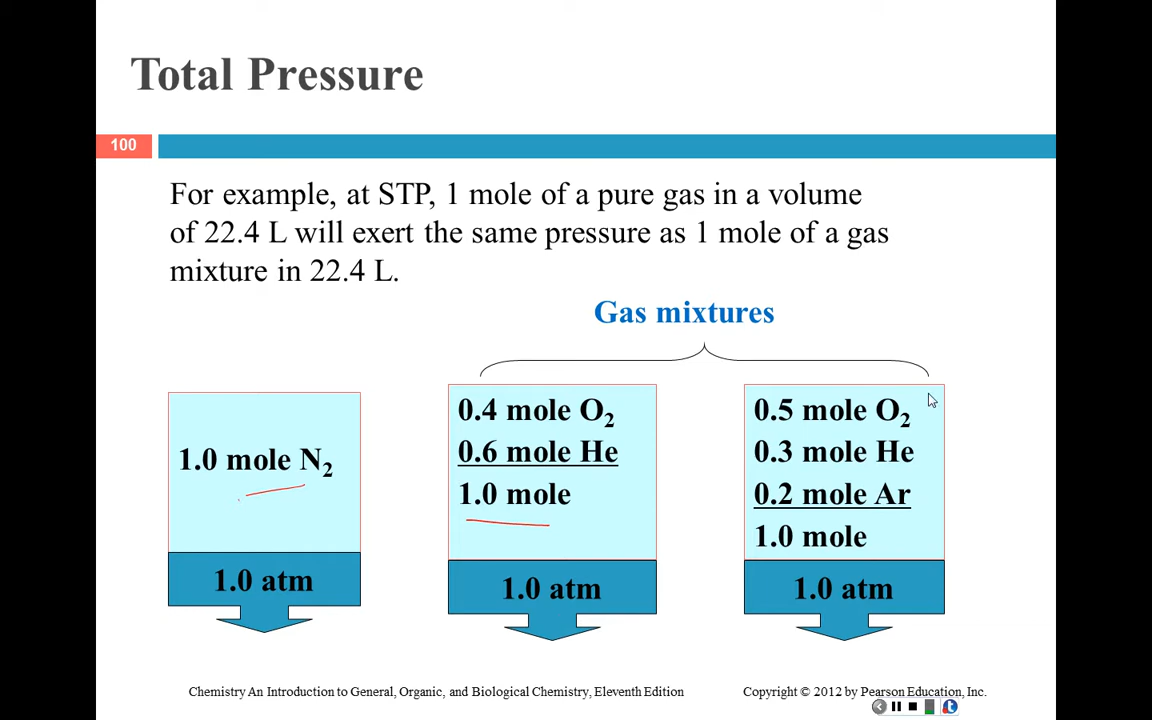 Total Pressure
100
For example, at STP, 1 mole of a pure gas in a volume
of 22.4 L will exert the same pressure as 1 mole of a gas
mixture in 22.4 L.
Gas mixtures
1.0 mole N₂
1.0 atm
0.4 mole O₂
0.6 mole He
1.0 mole
1.0 atm
0.5 mole O₂
0.3 mole He
0.2 mole Ar
1.0 mole
1.0 atm
Chemistry An Introduction to General, Organic, and Biological Chemistry, Eleventh Edition
Copyright © 2012 by Pearson Education, Inc.